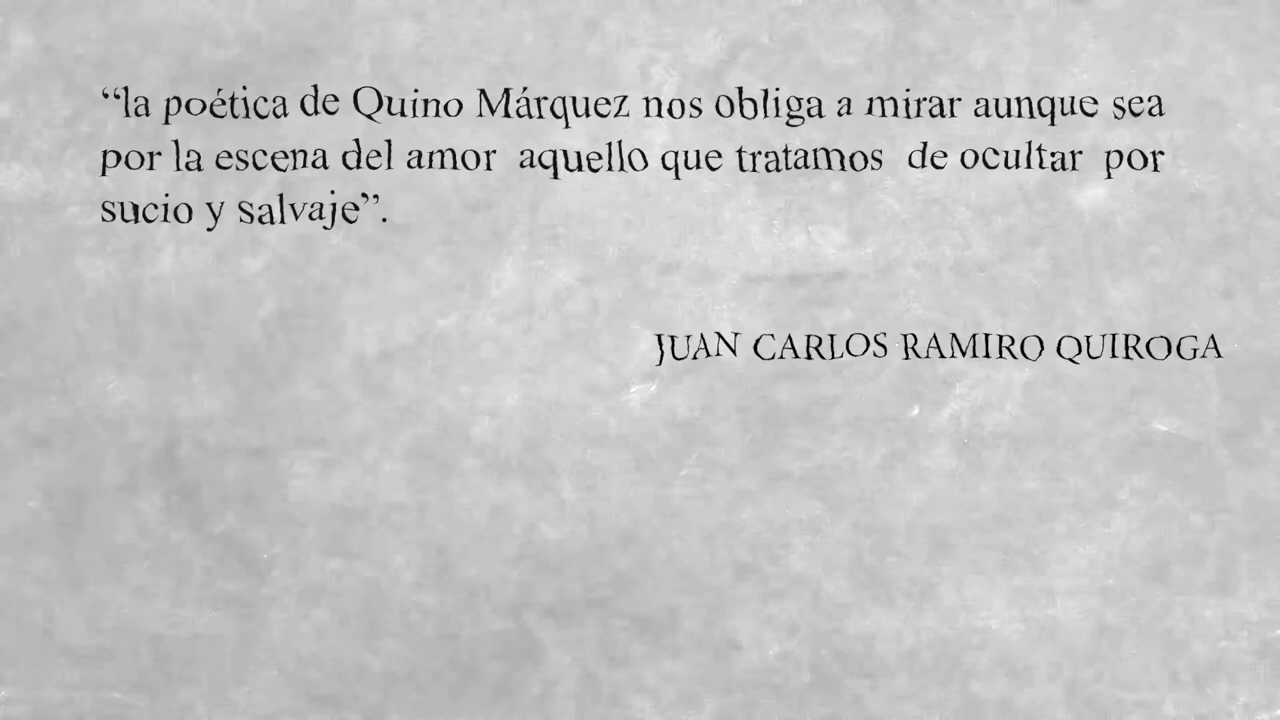 “la poética de Quino Márquez nos obliga a mirar aunque sea
por la escena del amor aquello que tratamos de ocultar por
sucio y salvaje”.
JUAN CARLOS RAMIRO QUIROGA